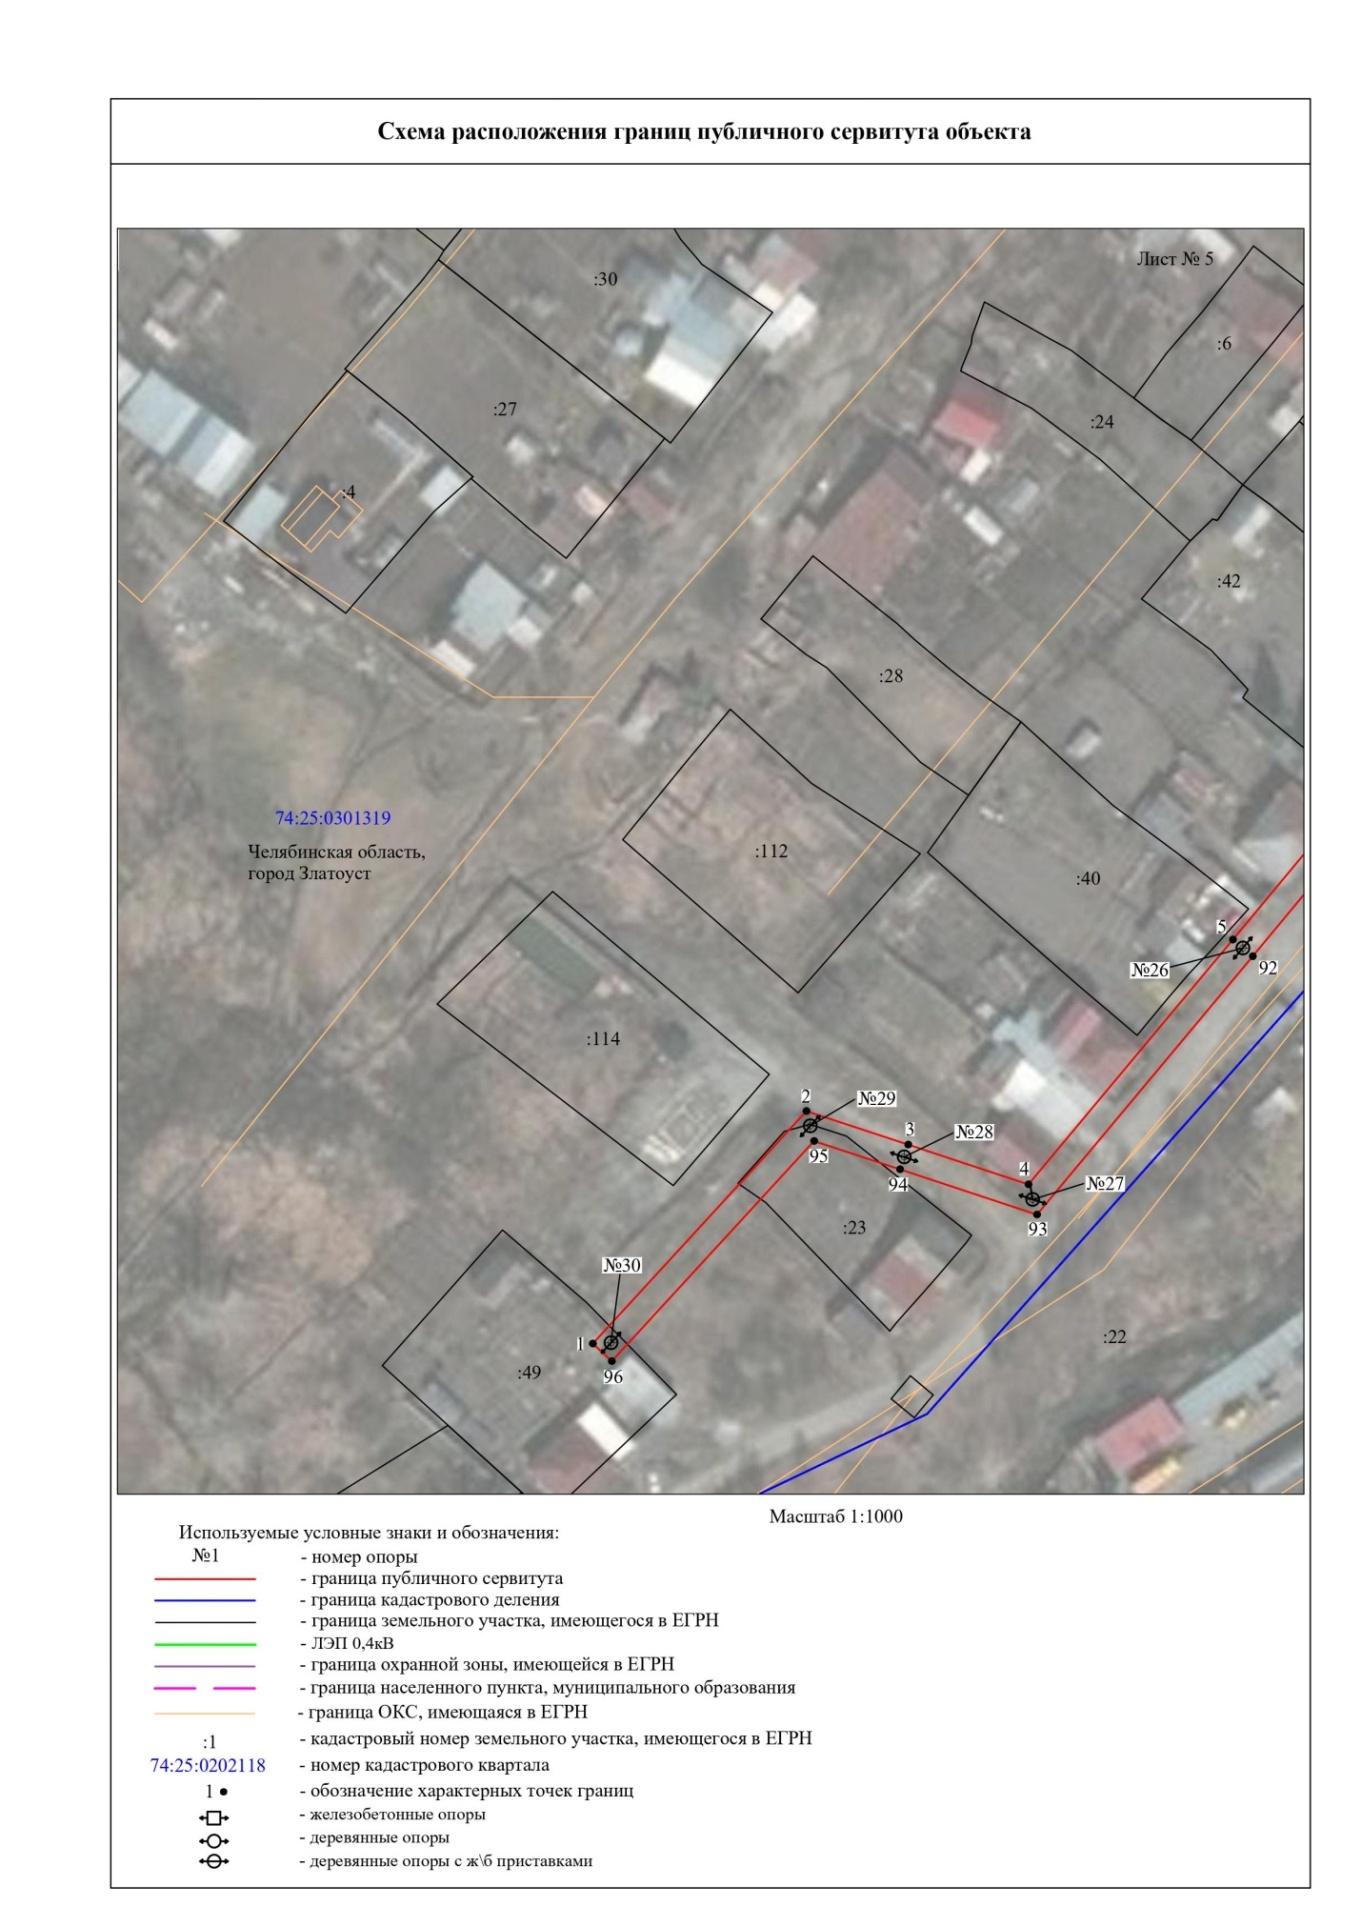 Схема расположения границ публичного сервитута объекта
Лист № 5
:30
:6
:27
:24
:4
:42
:28
74:25:0301319
Челябинская область,
город Златоуст
:112
:40
5
№26
92
:114
2
№29
3
№28
95
4
94
№27
93
:23
№30
1
:22
:49
96
Масштаб 1:1000
Используемые условные знаки и обозначения:
№1 - номер опоры
- граница публичного сервитута
- граница кадастрового деления
- граница земельного участка, имеющегося в ЕГРН
- ЛЭП 0,4кВ
- граница охранной зоны, имеющейся в ЕГРН
- граница населенного пункта, муниципального образования
- граница ОКС, имеющаяся в ЕГРН
:1 - кадастровый номер земельного участка, имеющегося в ЕГРН
74:25:0202118 - номер кадастрового квартала
1 - обозначение характерных точек границ
- железобетонные опоры
- деревянные опоры
- деревянные опоры с ж\б приставками